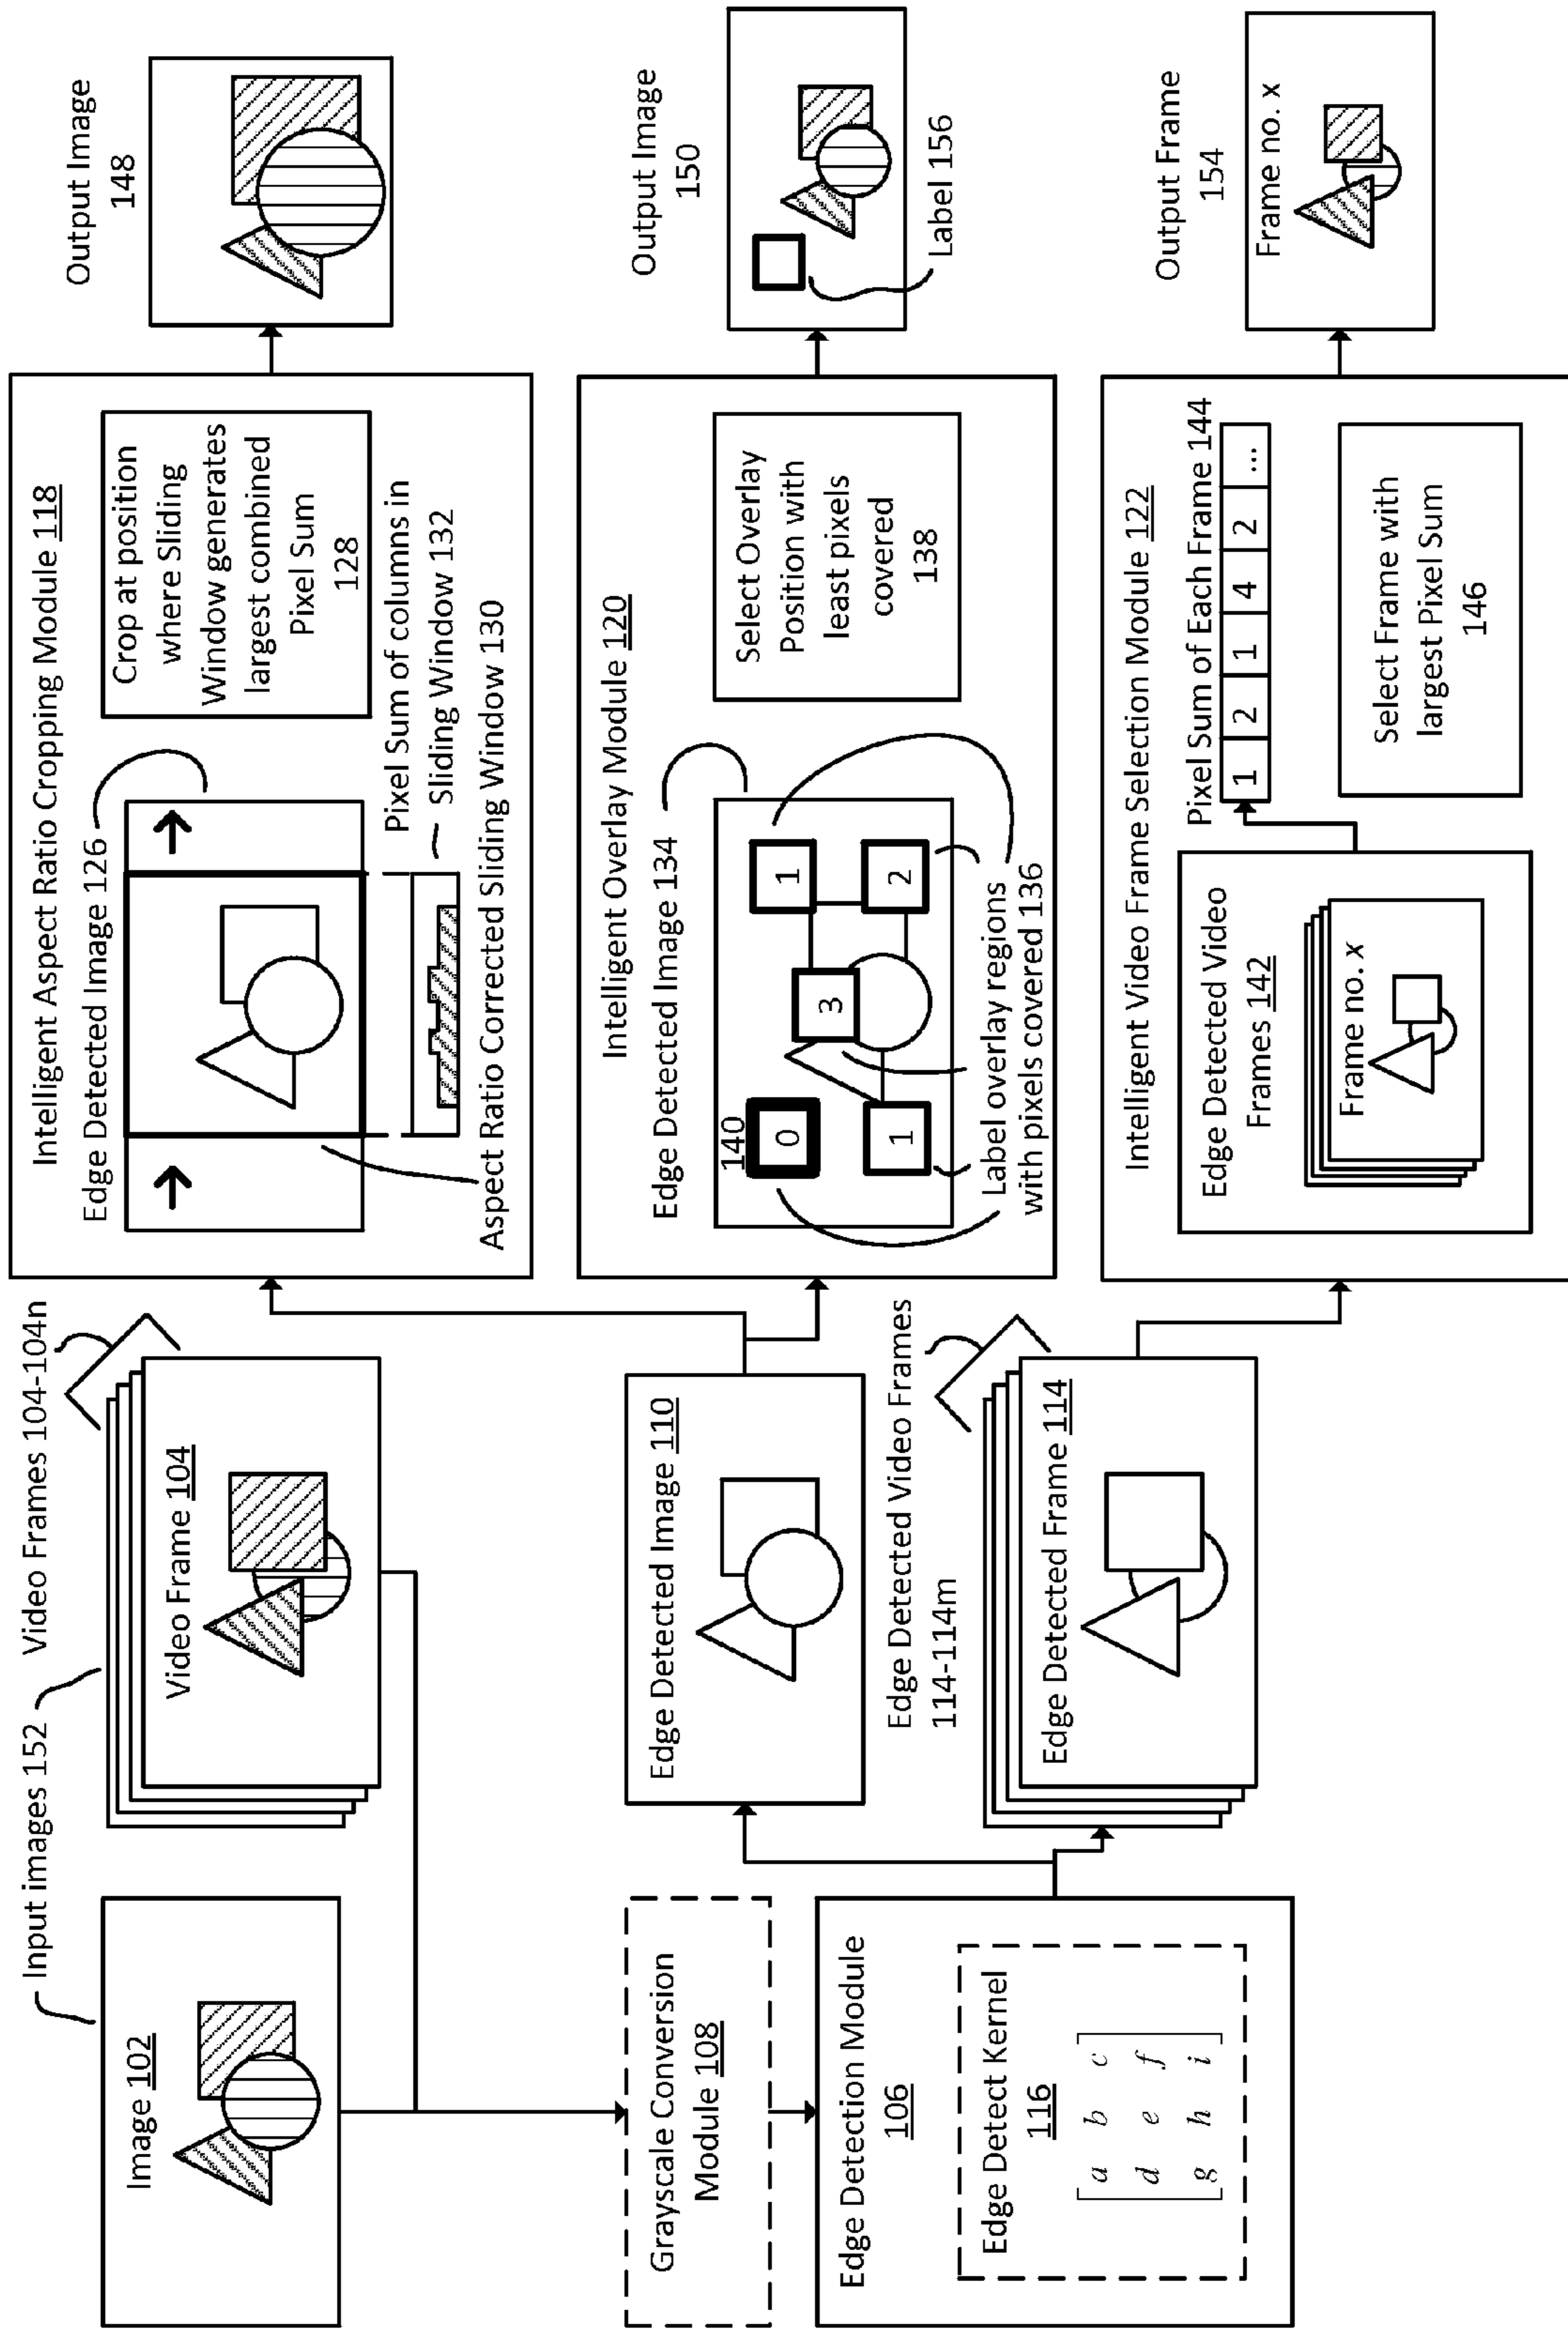 Input images 152
Video Frames 104-104n
Image 102
Video Frame 104
Grayscale Conversion
Module 108
Edge Detection Module
106
Edge Detect Kernel
116
a b c
d e f
g h i
Edge Detected Image 110
Edge Detected Video Frames
114-114m
Edge Detected Frame 114
Intelligent Aspect Ratio Cropping Module 118
Edge Detected Image 126
Crop at position
where Sliding
Window generates
largest combined
Pixel Sum
128
Pixel Sum of columns in
Sliding Window 132
Aspect Ratio Corrected Sliding Window 130
Output Image
148
Intelligent Overlay Module 120
Edge Detected Image 134
140
0
1
3
1
2
Label overlay regions
with pixels covered 136
Select Overlay
Position with
least pixels
covered
138
Output Image
150
Label 156
Intelligent Video Frame Selection Module 122
Edge Detected Video
Frames 142
Frame no. x
Pixel Sum of Each Frame 144
1 2 1 4 2 ...
Select Frame with
largest Pixel Sum
146
Output Frame
154
Frame no. x